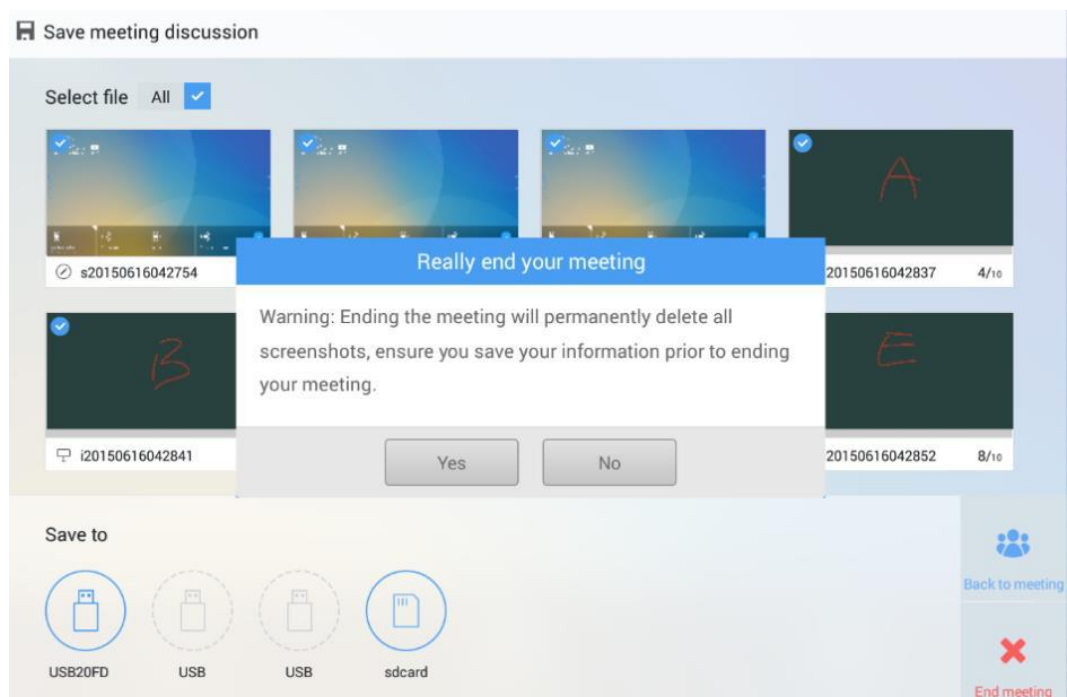 Save meeting discussion
Select file All
A
s20150616042754
20150616042837 4/10
Really end your meeting
Warning: Ending the meeting will permanently delete all
screenshots, ensure you save your information prior to ending
your meeting.
Yes No
B
E
i20150616042841
20150616042852 8/10
Save to
Back to meeting
USB20FD USB USB sdcard
End meeting